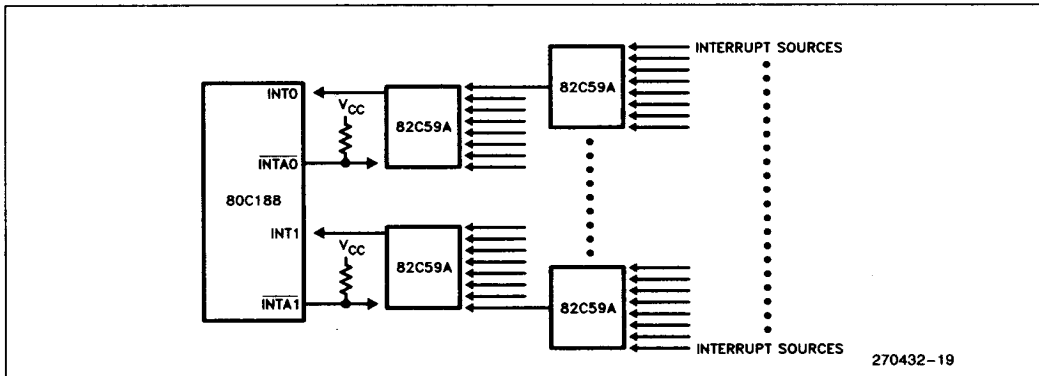 INTERRUPT SOURCES
82C59A
INT0
V_CC
82C59A
INTA0
80C188
INT1
V_CC
82C59A
INTA1
82C59A
INTERRUPT SOURCES
270432-19